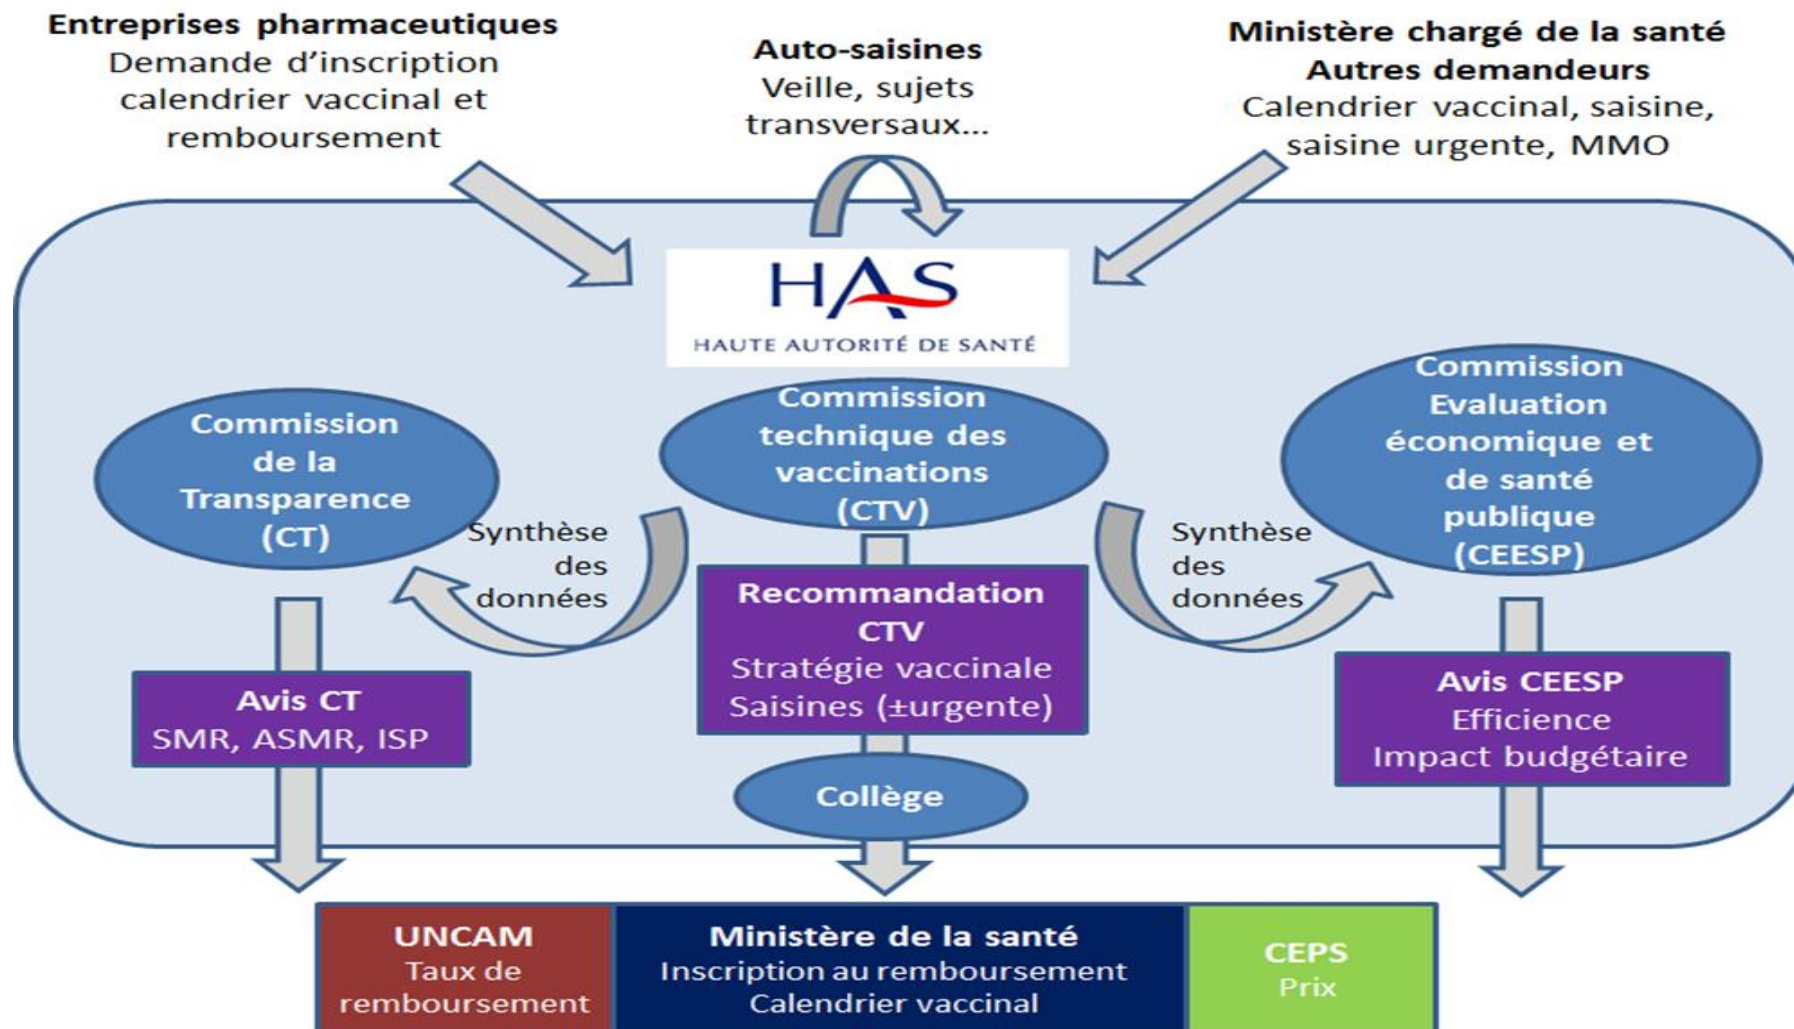 Entreprises pharmaceutiques
Demande d’inscription
calendrier vaccinal et
remboursement
Auto-saisines
Veille, sujets
transversaux...
Ministère chargé de la santé
Autres demandeurs
Calendrier vaccinal, saisine,
saisine urgente, MMO
HAS
HAUTE AUTORITÉ DE SANTÉ
Commission
de la
Transparence
(CT)
Commission
technique des
vaccinations
(CTV)
Commission
Evaluation
économique et
de santé
publique
(CEESP)
Synthèse
des
données
Synthèse
des
données
Avis CT
SMR, ASMR, ISP
Recommandation
CTV
Stratégie vaccinale
Saisines (±urgente)
Avis CEESP
Efficience
Impact budgétaire
Collège
UNCAM
Taux de
remboursement
Ministère de la santé
Inscription au remboursement
Calendrier vaccinal
CEPS
Prix